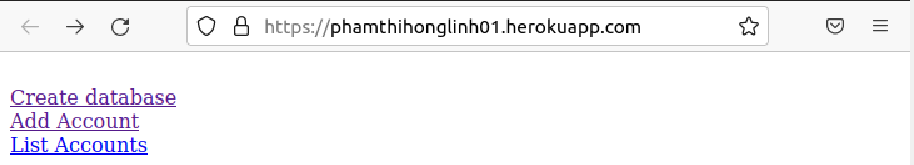 https://phamthihonglinh01.herokuapp.com
Create database
Add Account
List Accounts